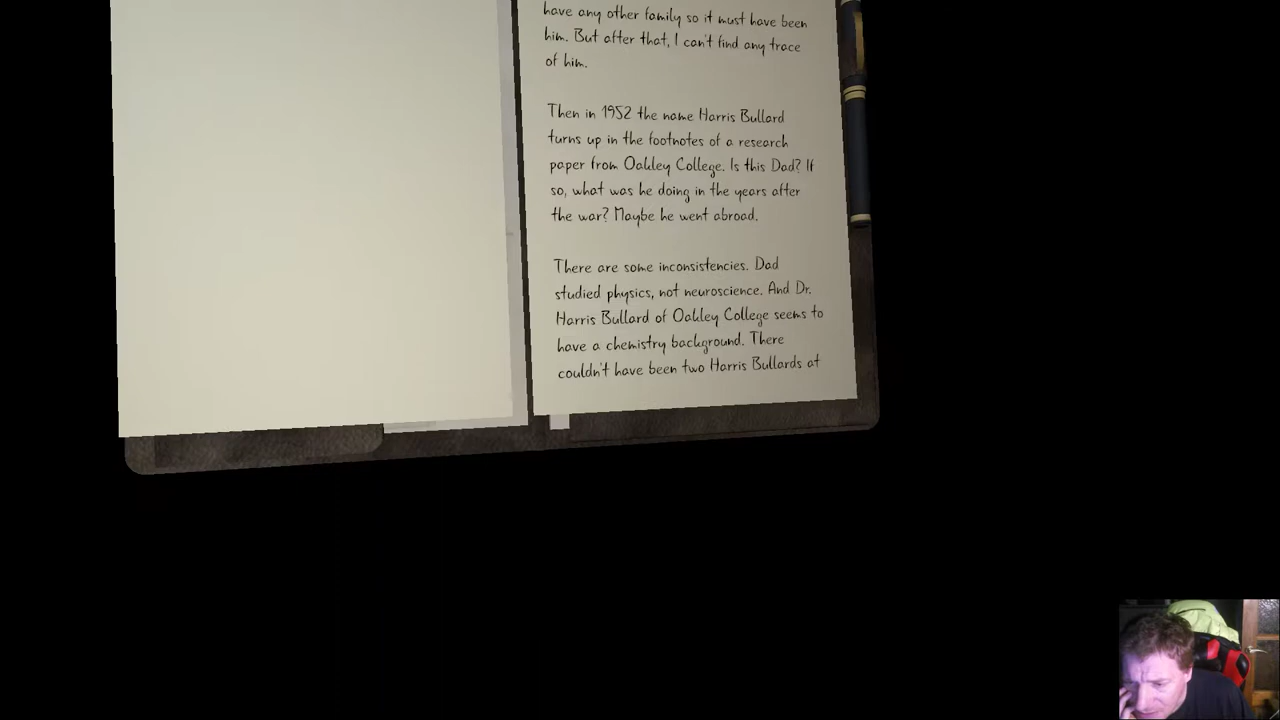 have any other family so it must have been
him. But after that, I can't find any trace
of him.
Then in 1952 the name Harris Bullard
turns up in the footnotes of a research
paper from Oakley College. Is this Dad? If
so, what was he doing in the years after
the war? Maybe he went abroad.
There are some inconsistencies. Dad
studied physics, not neuroscience. And Dr.
Harris Bullard of Oakley College seems to
have a chemistry background. There
couldn't have been two Harris Bullards at